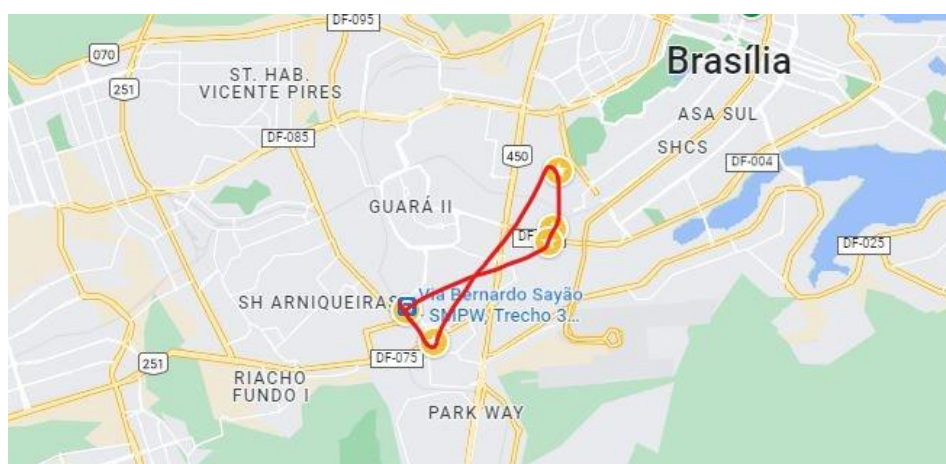 DF-095
070
Brasília
ST. HAB.
VICENTE PIRES
251
ASA SUL
DF-085
SHCS
450
DF-004
GUARÁ II
DF-025
SH ARNIQUEIRAS
Via Bernardo Sayão
SMPW, Trecho 3...
DF-075
251
RIACHO
FUNDO I
PARK WAY